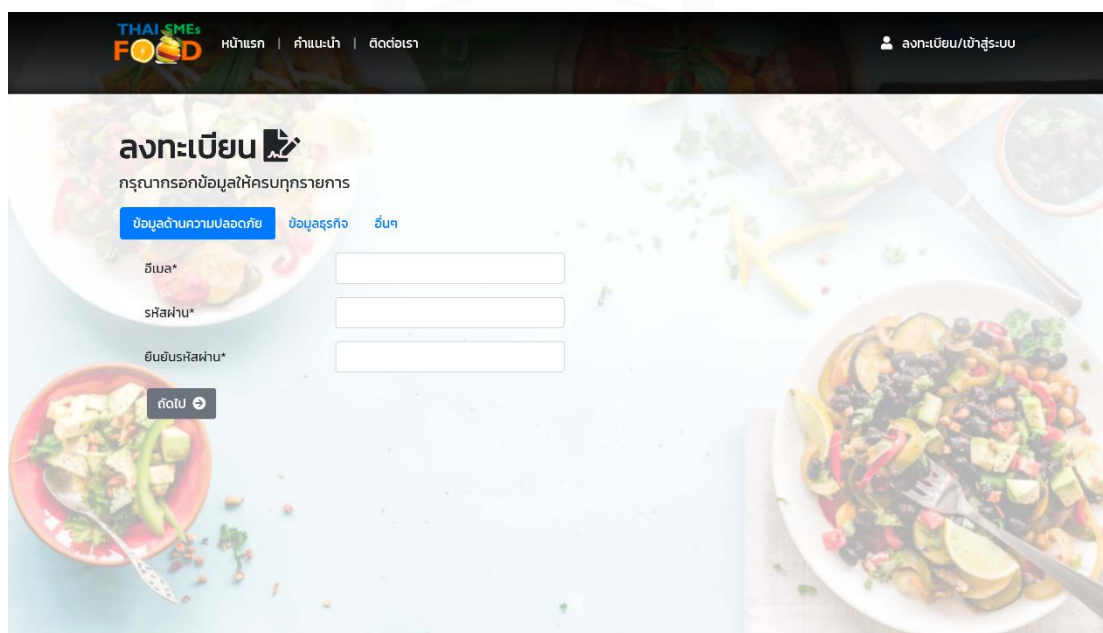 THAI SMEs
FOOD
หน้าแรก | คำแนะนำ | ติดต่อเรา
ลงทะเบียน/เข้าสู่ระบบ
ลงทะเบียน
กรุณากรอกข้อมูลให้ครบทุกรายการ
ข้อมูลด้านความปลอดภัย ข้อมูลธุรกิจ อื่นๆ
อีเมล*
รหัสผ่าน*
ยืนยันรหัสผ่าน*
ถัดไป